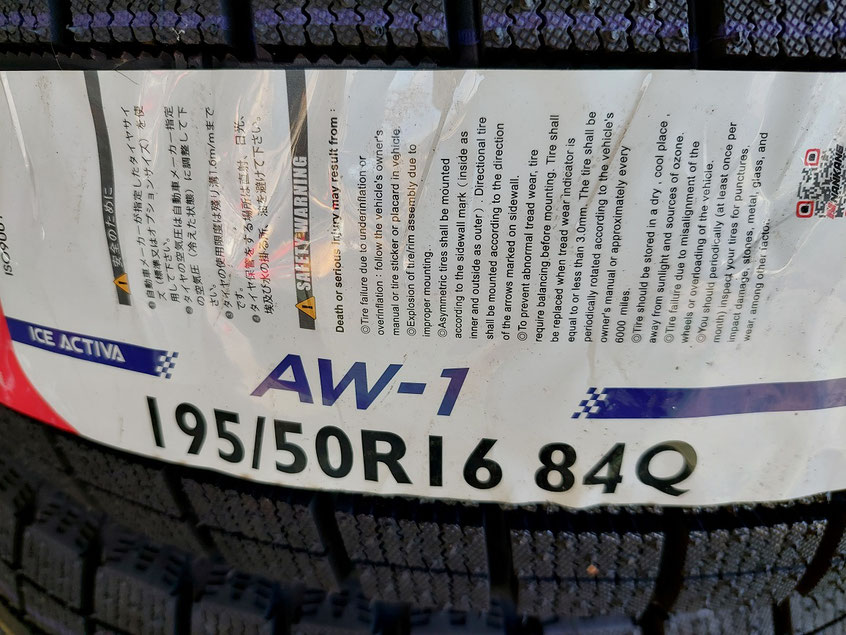 ISO9001
安全のために
●自動車メーカーが指定したタイヤサイ
ズ（標準又はオプションサイズ）を使
用して下さい。
●タイヤの空気圧は自動車メーカー指定
の空気圧（冷えた状態）に調整して下
さい。
●タイヤの使用限度は残り溝1.6m/mまで
です。
●タイヤ保管をする場所は直射、日光、
埃及び水の掛る所、油を避けて下さい。
SAFETY WARNING
Death or serious injury may result from :
◎Tire failure due to underinflation or
overinflation : follow the vehicle's owner's
manual or tire sticker or placard in vehicle.
◎Explosion of tire/rim assembly due to
improper mounting.
◎Asymmetric tires shall be mounted
according to the sidewall mark (inside as
inner and outside as outer) . Directional tire
shall be mounted according to the direction
of the arrows marked on sidewall.
◎To prevent abnormal tread wear, tire
require balancing before mounting. Tire shall
be replaced when tread wear indicator is
equal to or less than 3.0mm. The tire shall be
periodically rotated according to the vehicle's
owner's manual or approximately every
6000 miles.
◎Tire should be stored in a dry , cool place ,
away from sunlight and sources of ozone.
◎Tire failure due to misalignment of the
wheels or overloading of the vehicle.
◎You should periodically (at least once per
month) inspect your tires for punctures,
impact damage, stones, metal, glass, and
wear, among other factors.
NANKANG
ICE ACTIVA
AW-1
195/50R16 84Q